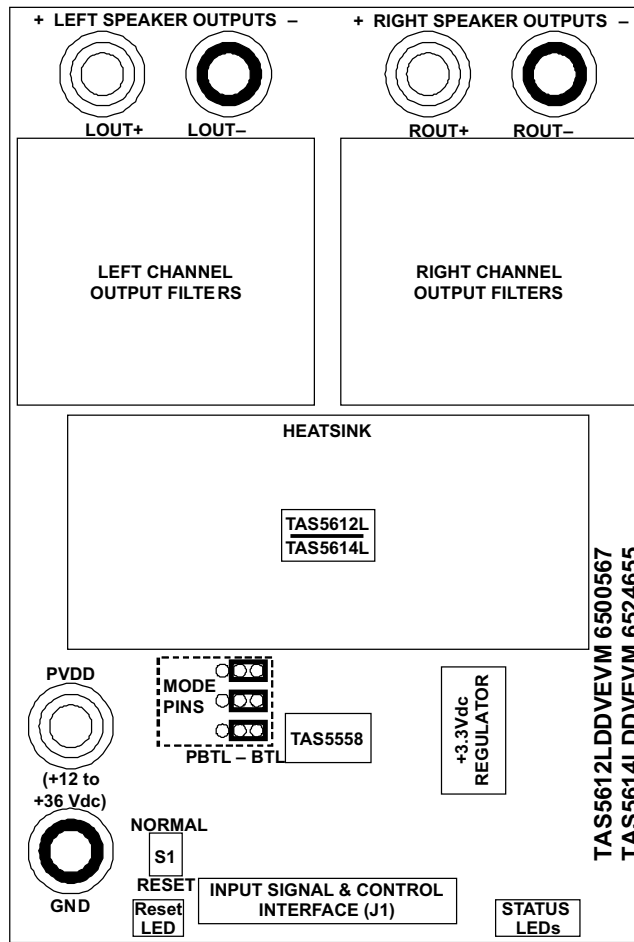 + LEFT SPEAKER OUTPUTS –
+ RIGHT SPEAKER OUTPUTS –
LOUT+
LOUT–
ROUT+
ROUT–
LEFT CHANNEL
OUTPUT FILTERS
RIGHT CHANNEL
OUTPUT FILTERS
HEATSINK
TAS5612L
TAS5614L
TAS5612LDDVEVM 6500567
TAS5614LDDVEVM 6524655
PVDD
(+12 to
+36 Vdc)
MODE
PINS
PBTL – BTL
TAS5558
+3.3Vdc
REGULATOR
GND
NORMAL
S1
RESET
Reset
LED
INPUT SIGNAL & CONTROL
INTERFACE (J1)
STATUS
LEDs